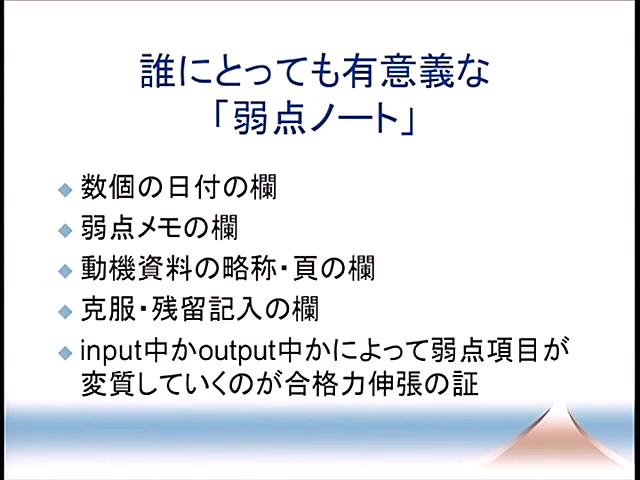 誰にとっても有意義な
「弱点ノート」
数個の日付の欄
弱点メモの欄
動機資料の略称・頁の欄
克服・残留記入の欄
input中かoutput中かによって弱点項目が
変質していくのが合格力伸張の証